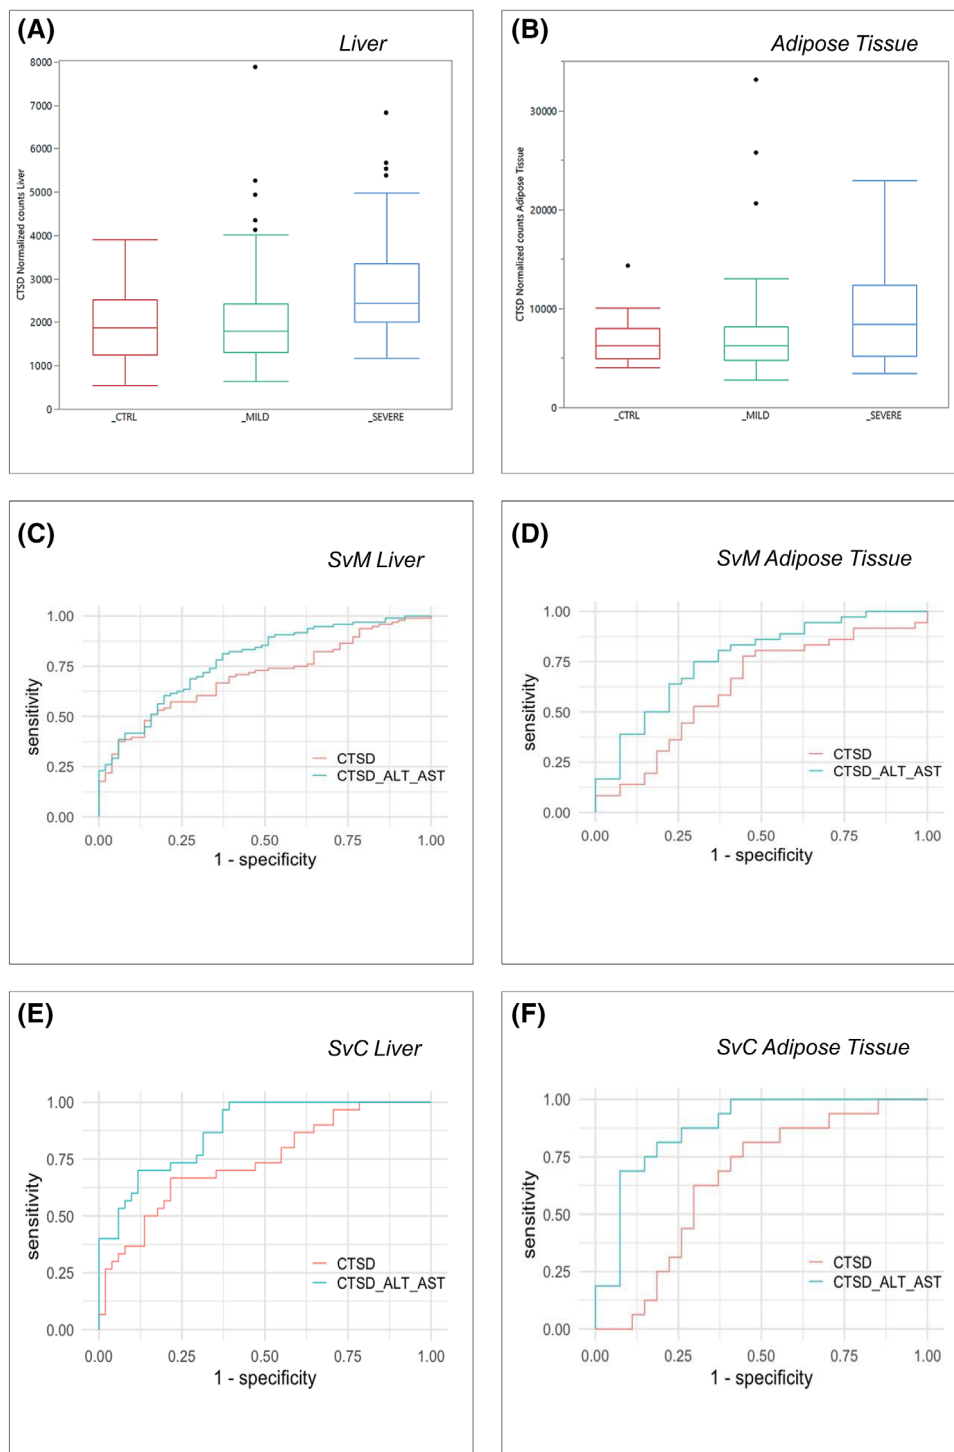 (A)
Liver
CTSD Normalized counts Liver
8000
7000
6000
5000
4000
3000
2000
1000
0
_CTRL
_MILD
_SEVERE
(B)
Adipose Tissue
CTSD Normalized counts Adipose Tissue
30000
20000
10000
0
_CTRL
_MILD
_SEVERE
(C)
SvM Liver
sensitivity
1.00
0.75
0.50
0.25
0.00
CTSD
CTSD_ALT_AST
0.00 0.25 0.50 0.75 1.00
1 - specificity
(D)
SvM Adipose Tissue
sensitivity
1.00
0.75
0.50
0.25
0.00
CTSD
CTSD_ALT_AST
0.00 0.25 0.50 0.75 1.00
1 - specificity
(E)
SvC Liver
sensitivity
1.00
0.75
0.50
0.25
0.00
CTSD
CTSD_ALT_AST
0.00 0.25 0.50 0.75 1.00
1 - specificity
(F)
SvC Adipose Tissue
sensitivity
1.00
0.75
0.50
0.25
0.00
CTSD
CTSD_ALT_AST
0.00 0.25 0.50 0.75 1.00
1 - specificity